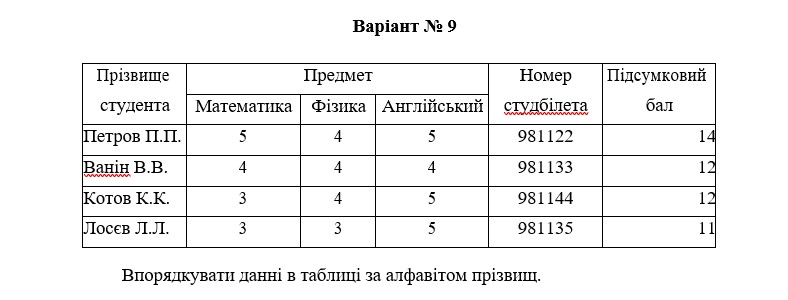 Варіант № 9
Прізвище студента Предмет Номер студбілета Підсумковий бал
Математика Фізика Англійський
Петров П.П. 5 4 5 981122 14
Ванін В.В. 4 4 4 981133 12
Котов К.К. 3 4 5 981144 12
Лосєв Л.Л. 3 3 5 981135 11
Впорядкувати данні в таблиці за алфавітом прізвищ.